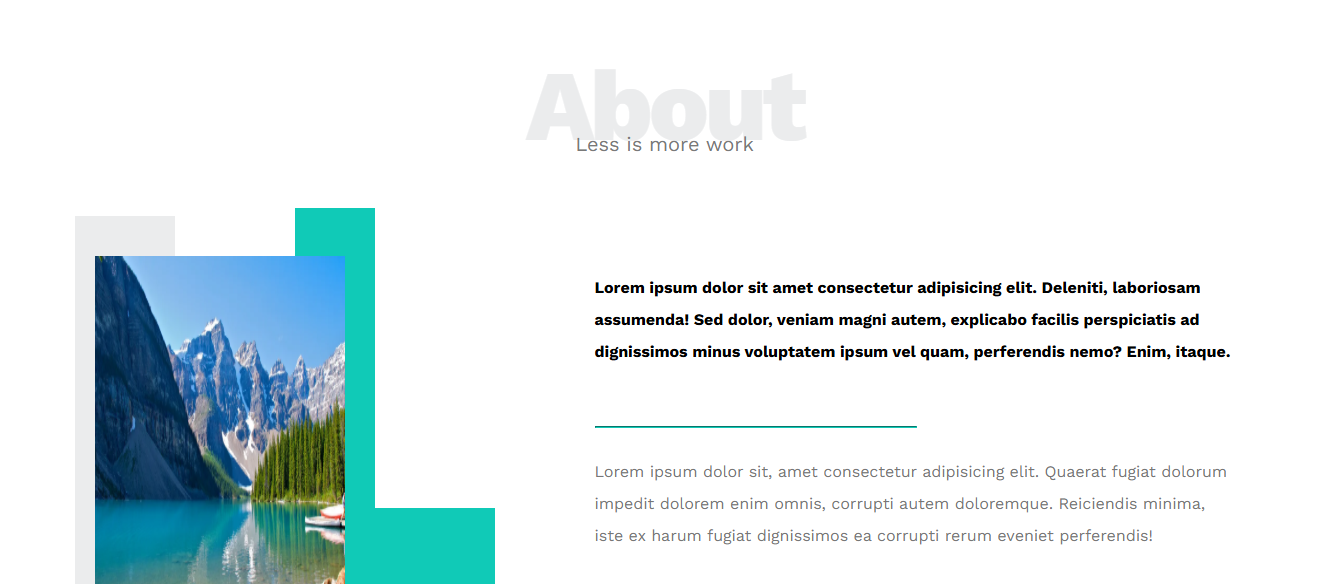 About
Less is more work
Lorem ipsum dolor sit amet consectetur adipisicing elit. Deleniti, laboriosam
assumenda! Sed dolor, veniam magni autem, explicabo facilis perspiciatis ad
dignissimos minus voluptatem ipsum vel quam, perferendis nemo? Enim, itaque.
Lorem ipsum dolor sit, amet consectetur adipisicing elit. Quaerat fugiat dolorum
impedit dolorem enim omnis, corrupti autem doloremque. Reiciendis minima,
iste ex harum fugiat dignissimos ea corrupti rerum eveniet perferendis!